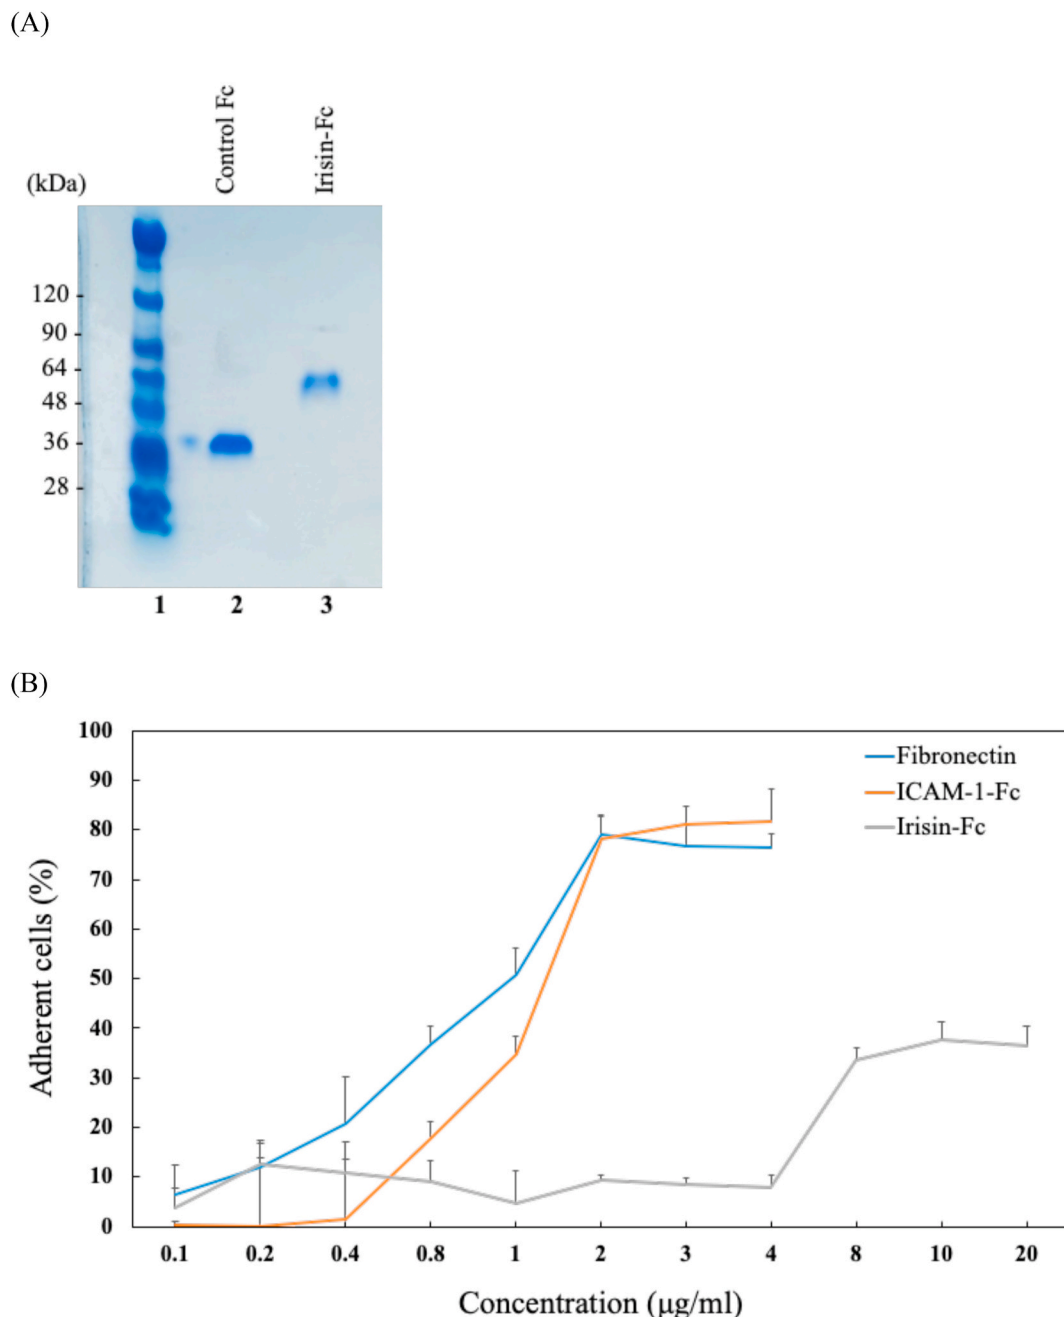 (A)
Control Fc
Irisin-Fc
(kDa)
120
90
64
48
36
28
1 2 3
(B)
100
90
80
70
60
50
40
30
20
10
0
Adherent cells (%)
Fibronectin
ICAM-1-Fc
Irisin-Fc
0.1 0.2 0.4 0.8 1 2 3 4 8 10 20
Concentration (µg/ml)